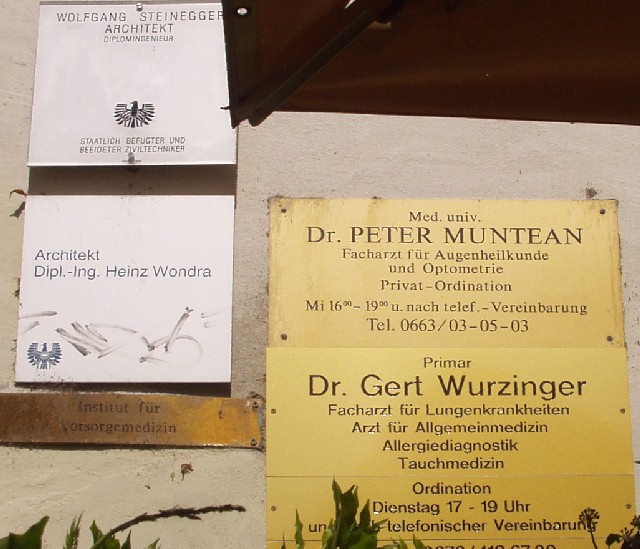 WOLFGANG STEINEGGER
ARCHITEKT
DIPLOMINGENIEUR
STAATLICH BEFUGTER UND
BEEIDETER ZIVILTECHNIKER
Architekt
Dipl.-Ing. Heinz Wondra
Institut für
Vorsorgemedizin
Med. univ.
Dr. PETER MUNTEAN
Facharzt für Augenheilkunde
und Optometrie
Privat-Ordination
Mi 16⁰⁰ - 19⁰⁰ u. nach telef.-Vereinbarung
Tel. 0663/03-05-03
Primar
Dr. Gert Wurzinger
Facharzt für Lungenkrankheiten
Arzt für Allgemeinmedizin
Allergiediagnostik
Tauchmedizin
Ordination
Dienstag 17 - 19 Uhr
telefonischer Vereinbarung